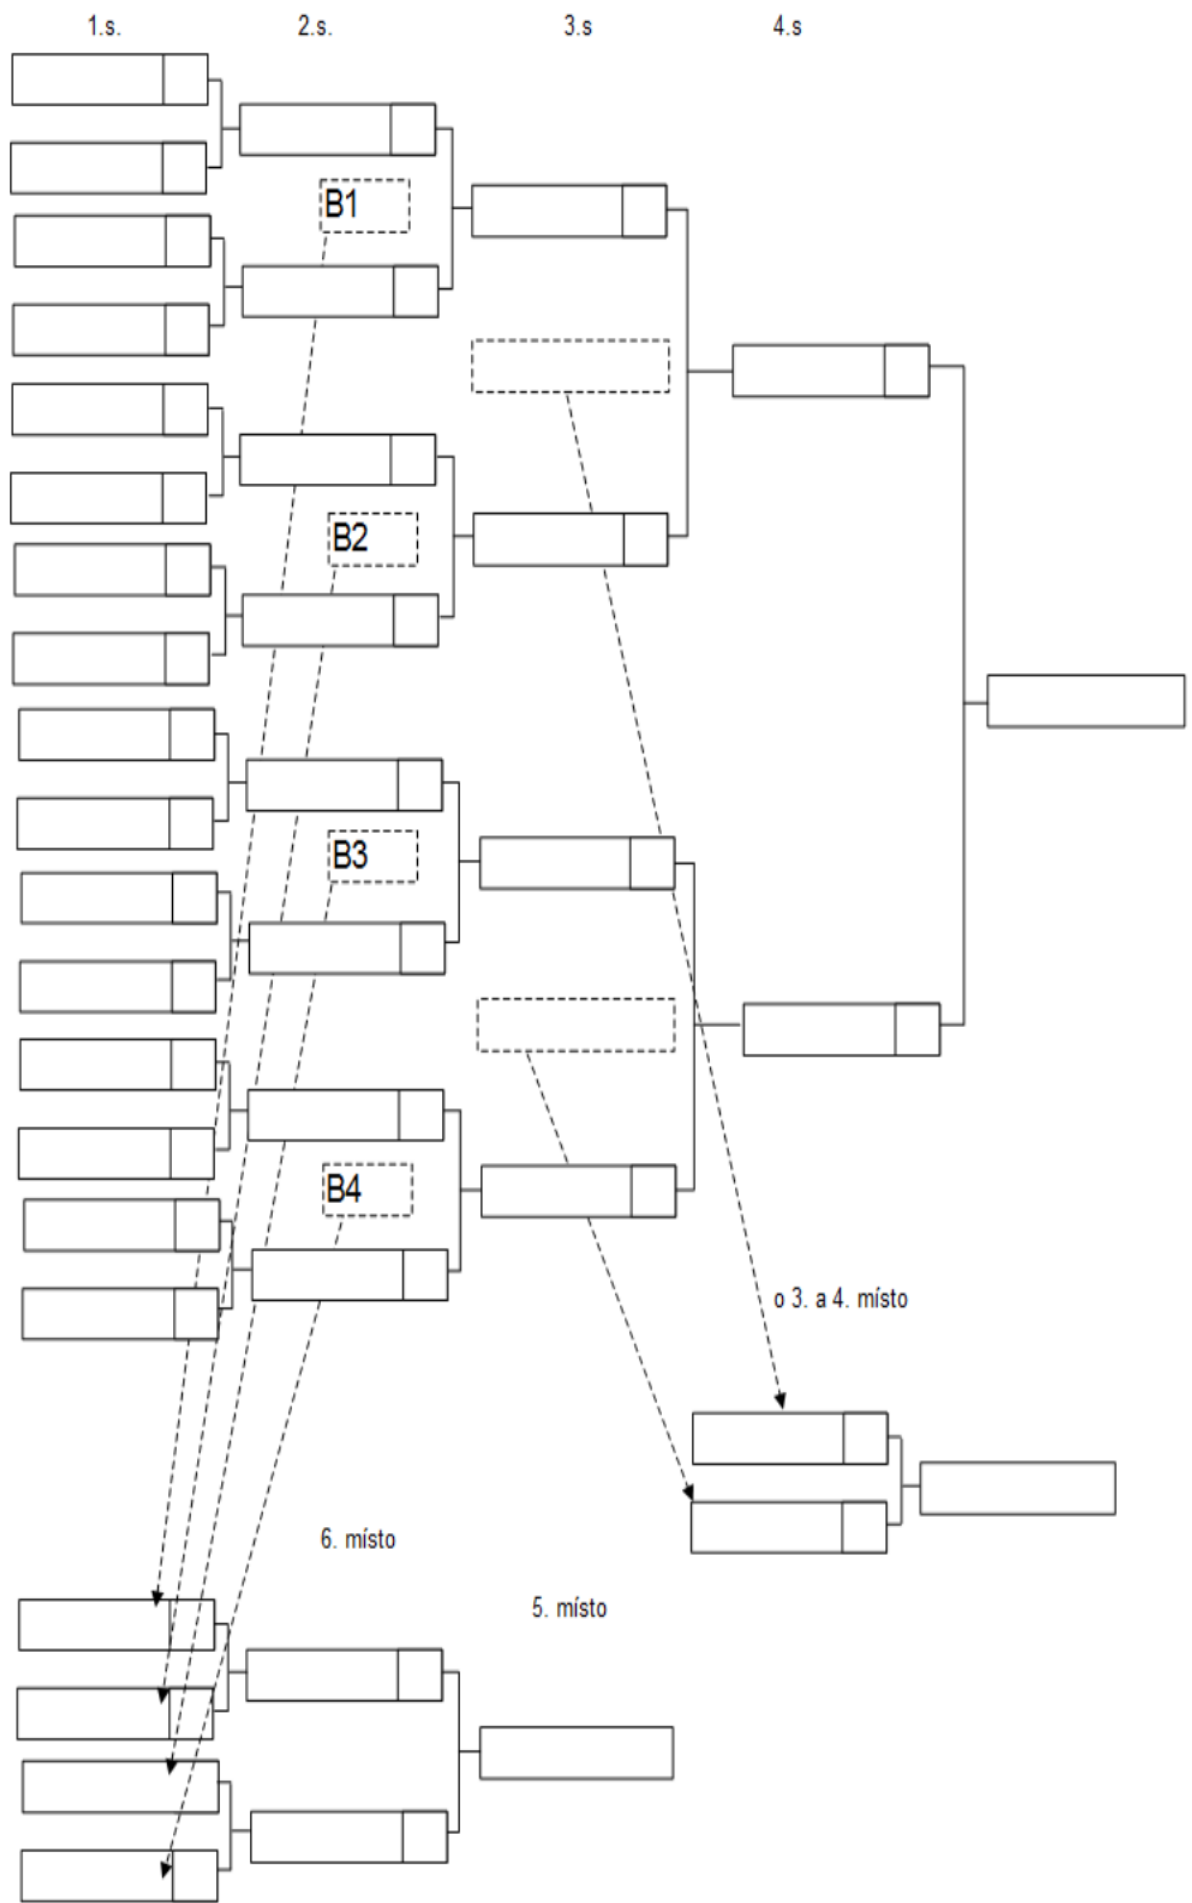 1.s. 2.s. 3.s 4.s
B1
B2
B3
B4
o 3. a 4. místo
6. místo
5. místo